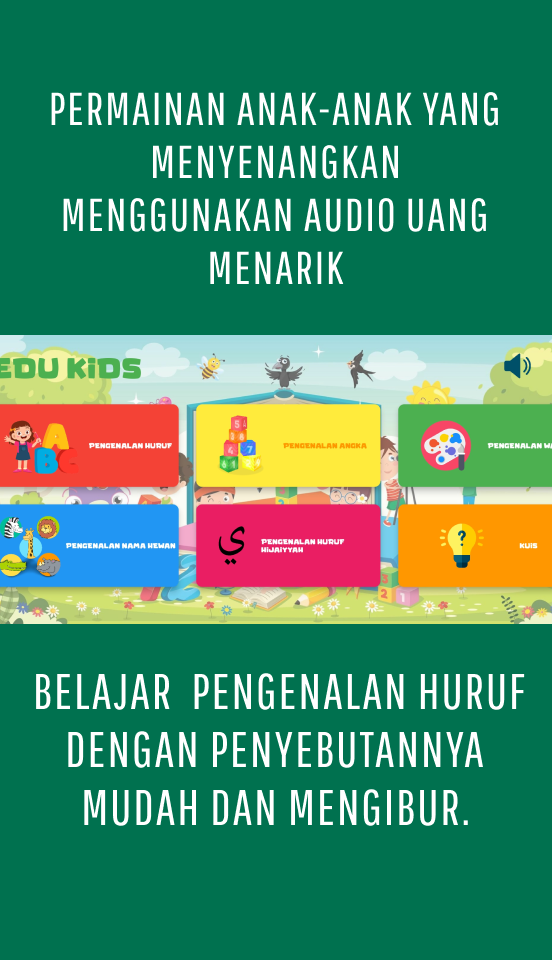 PERMAINAN ANAK-ANAK YANG
MENYENANGKAN
MENGGUNAKAN AUDIO UANG
MENARIK
EDU KiDS
PENGENALAN HURUF
PENGENALAN ANGKA
PENGENALAN
PENGENALAN NAMA HEWAN
ي
PENGENALAN HURUF
HIJAIYYAH
KUIS
BELAJAR PENGENALAN HURUF
DENGAN PENYEBUTANNYA
MUDAH DAN MENGIBUR.